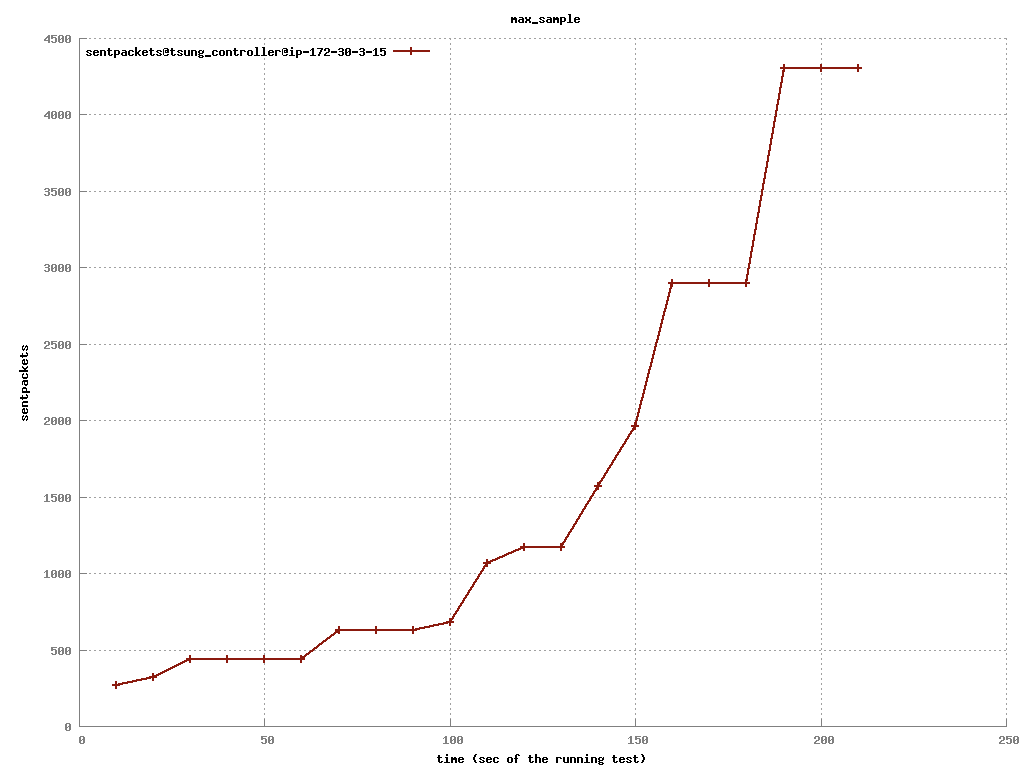 max_sample
sentpackets@tsung_controller@ip-172-30-3-15
4500
4000
3500
3000
2500
2000
1500
1000
500
0
sentpackets
0 50 100 150 200 250
time (sec of the running test)